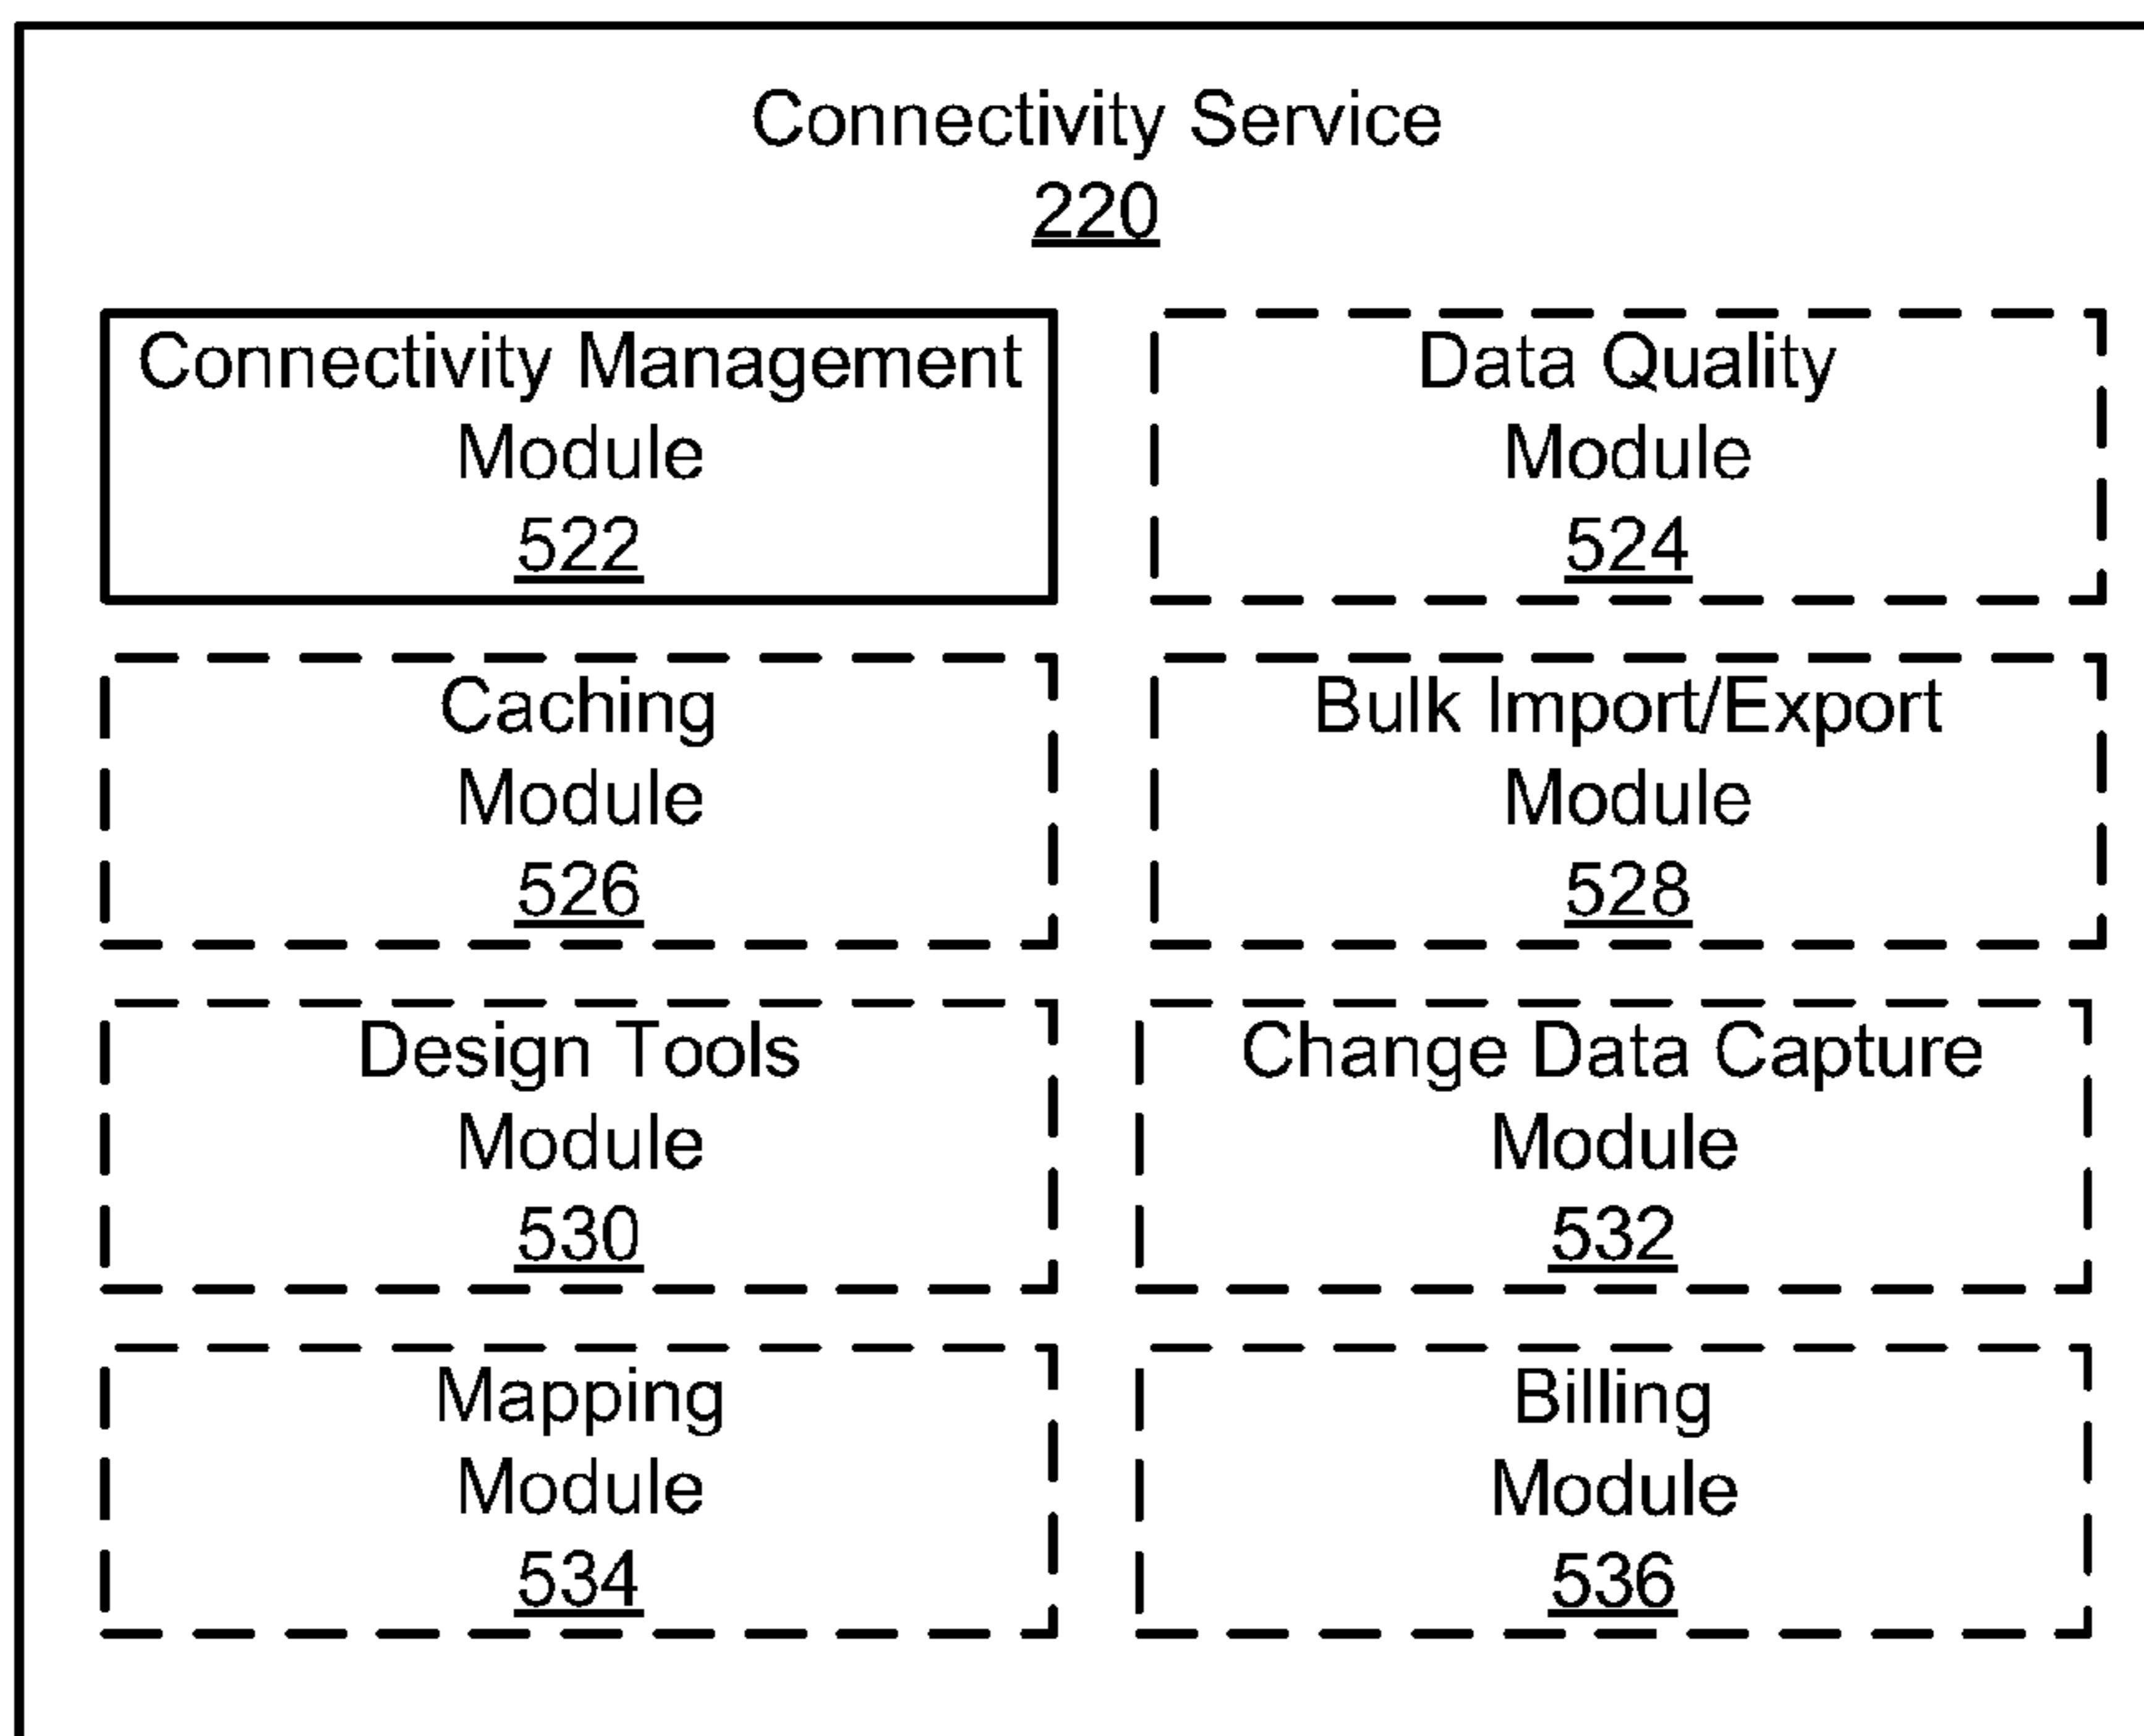 Connectivity Service
220
Connectivity Management
Module
522
Data Quality
Module
524
Caching
Module
526
Bulk Import/Export
Module
528
Design Tools
Module
530
Change Data Capture
Module
532
Mapping
Module
534
Billing
Module
536